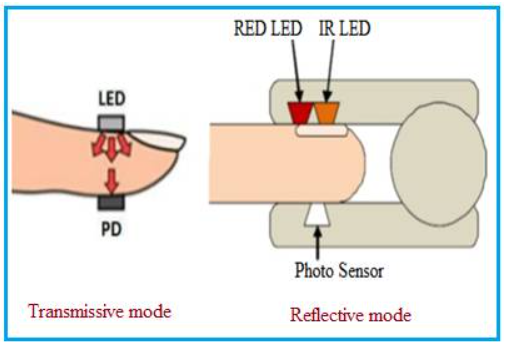 RED LED IR LED
LED
PD
Photo Sensor
Transmissive mode
Reflective mode